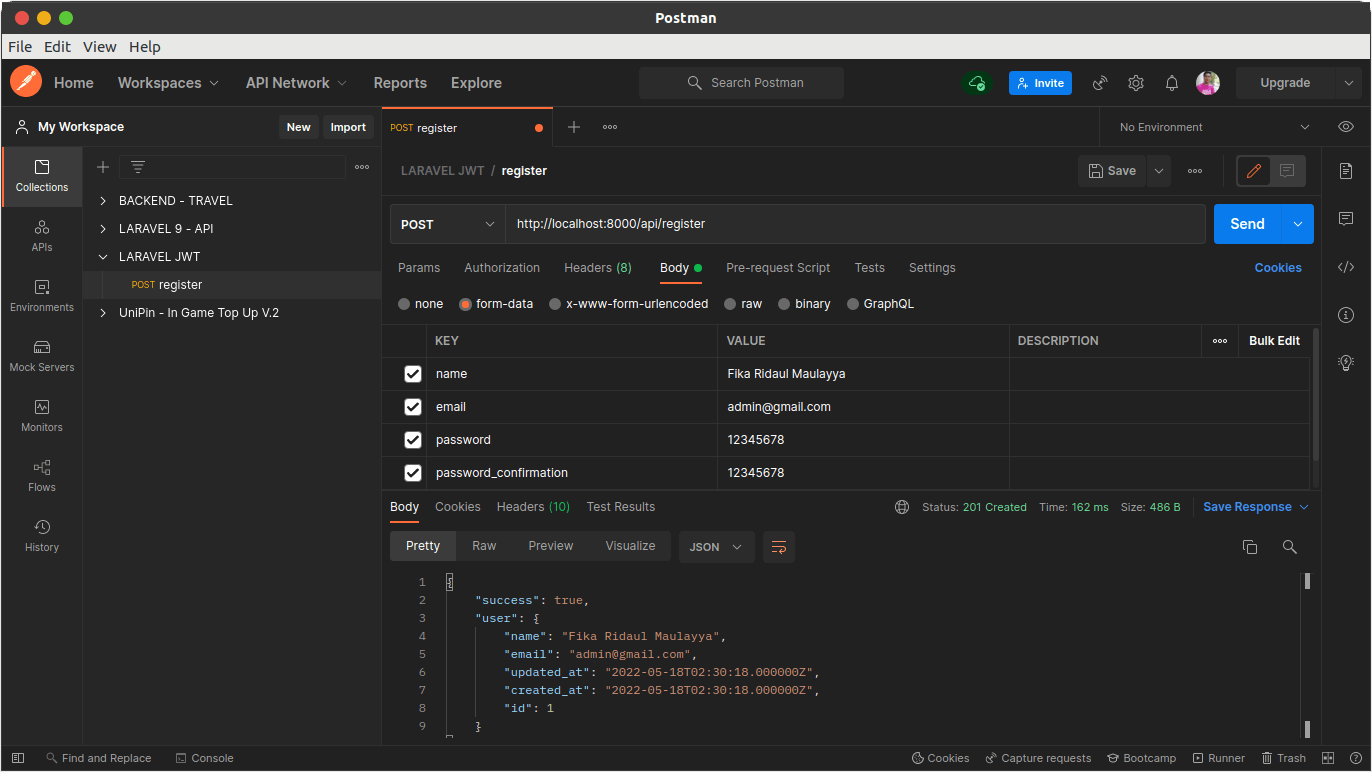 Postman
File Edit View Help
Home Workspaces API Network Reports Explore Search Postman Invite Upgrade
My Workspace New Import POST register No Environment
Collections
APIs
Environments
Mock Servers
Monitors
Flows
History
BACKEND - TRAVEL
LARAVEL 9 - API
LARAVEL JWT
POST register
UniPin - In Game Top Up V.2
LARAVEL JWT / register Save
POST http://localhost:8000/api/register Send
Params Authorization Headers (8) Body Pre-request Script Tests Settings Cookies
none form-data x-www-form-urlencoded raw binary GraphQL
KEY VALUE DESCRIPTION Bulk Edit
name Fika Ridaul Maulayya
email admin@gmail.com
password 12345678
password_confirmation 12345678
Body Cookies Headers (10) Test Results Status: 201 Created Time: 162 ms Size: 486 B Save Response
Pretty Raw Preview Visualize JSON
1 {
2 "success": true,
3 "user": {
4 "name": "Fika Ridaul Maulayya",
5 "email": "admin@gmail.com",
6 "updated_at": "2022-05-18T02:30:18.000000Z",
7 "created_at": "2022-05-18T02:30:18.000000Z",
8 "id": 1
9 }
Find and Replace Console Cookies Capture requests Bootcamp Runner Trash